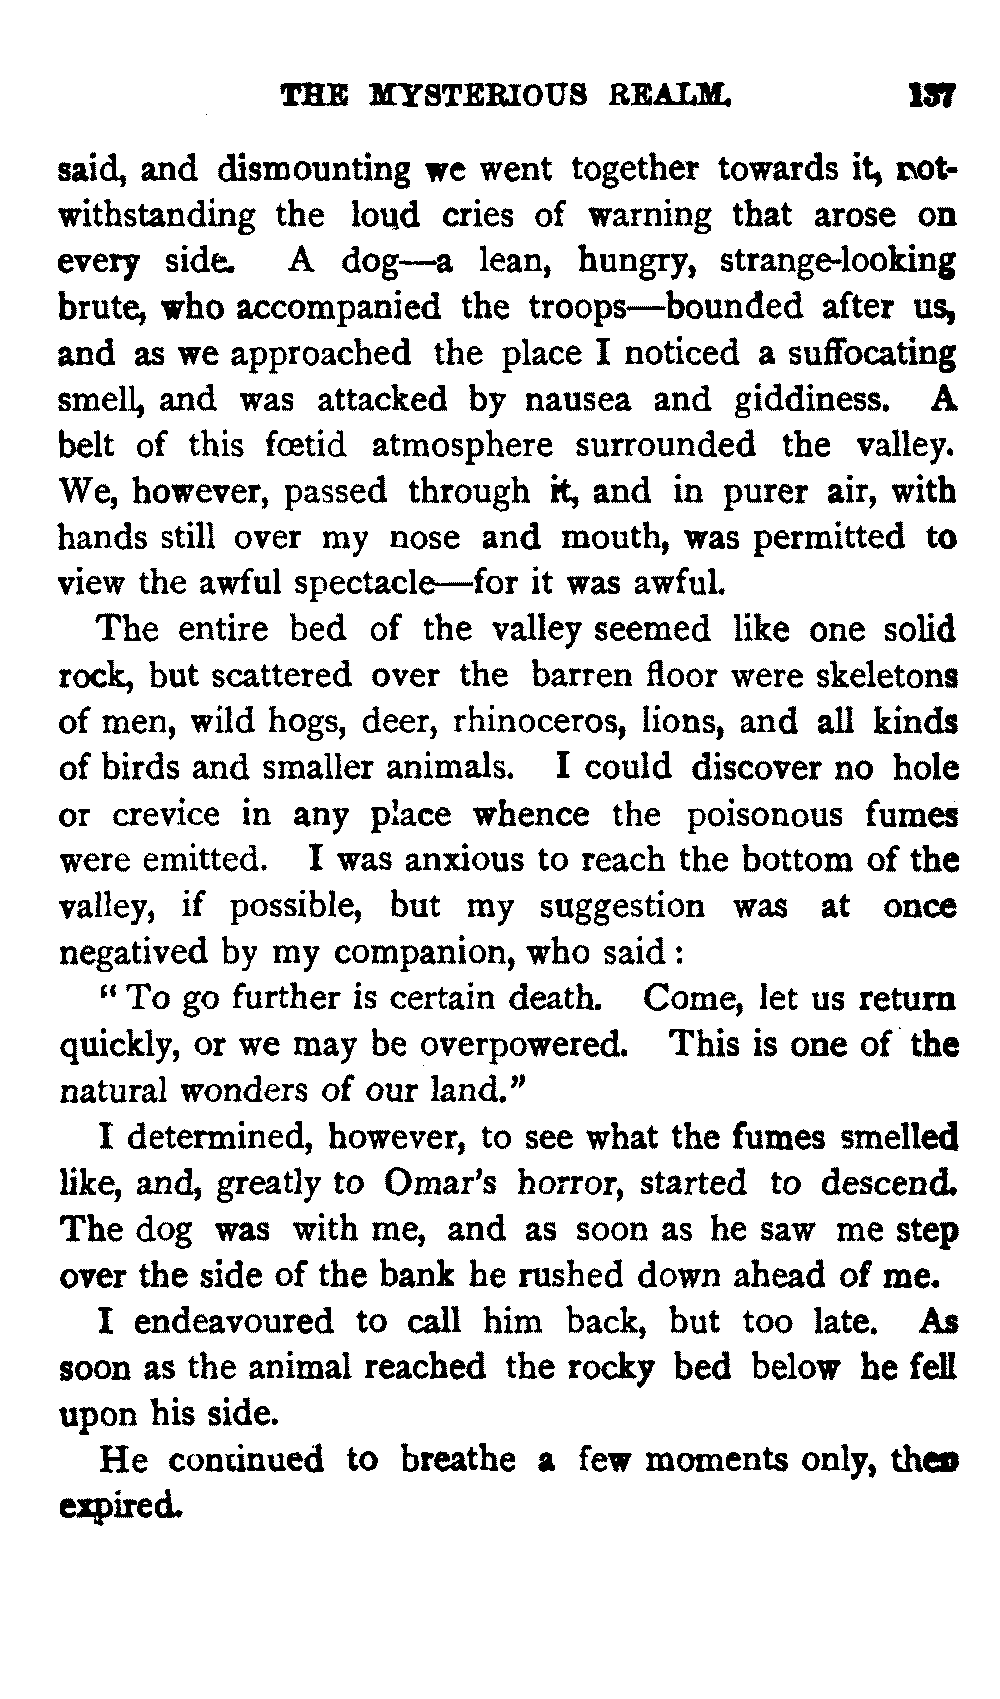 THE MYSTERIOUS REALM. 137
said, and dismounting we went together towards it, not-
withstanding the loud cries of warning that arose on
every side. A dog—a lean, hungry, strange-looking
brute, who accompanied the troops—bounded after us,
and as we approached the place I noticed a suffocating
smell, and was attacked by nausea and giddiness. A
belt of this fœtid atmosphere surrounded the valley.
We, however, passed through it, and in purer air, with
hands still over my nose and mouth, was permitted to
view the awful spectacle—for it was awful.
The entire bed of the valley seemed like one solid
rock, but scattered over the barren floor were skeletons
of men, wild hogs, deer, rhinoceros, lions, and all kinds
of birds and smaller animals. I could discover no hole
or crevice in any place whence the poisonous fumes
were emitted. I was anxious to reach the bottom of the
valley, if possible, but my suggestion was at once
negatived by my companion, who said :
“ To go further is certain death. Come, let us return
quickly, or we may be overpowered. This is one of the
natural wonders of our land.”
I determined, however, to see what the fumes smelled
like, and, greatly to Omar's horror, started to descend.
The dog was with me, and as soon as he saw me step
over the side of the bank he rushed down ahead of me.
I endeavoured to call him back, but too late. As
soon as the animal reached the rocky bed below he fell
upon his side.
He continued to breathe a few moments only, then
expired.